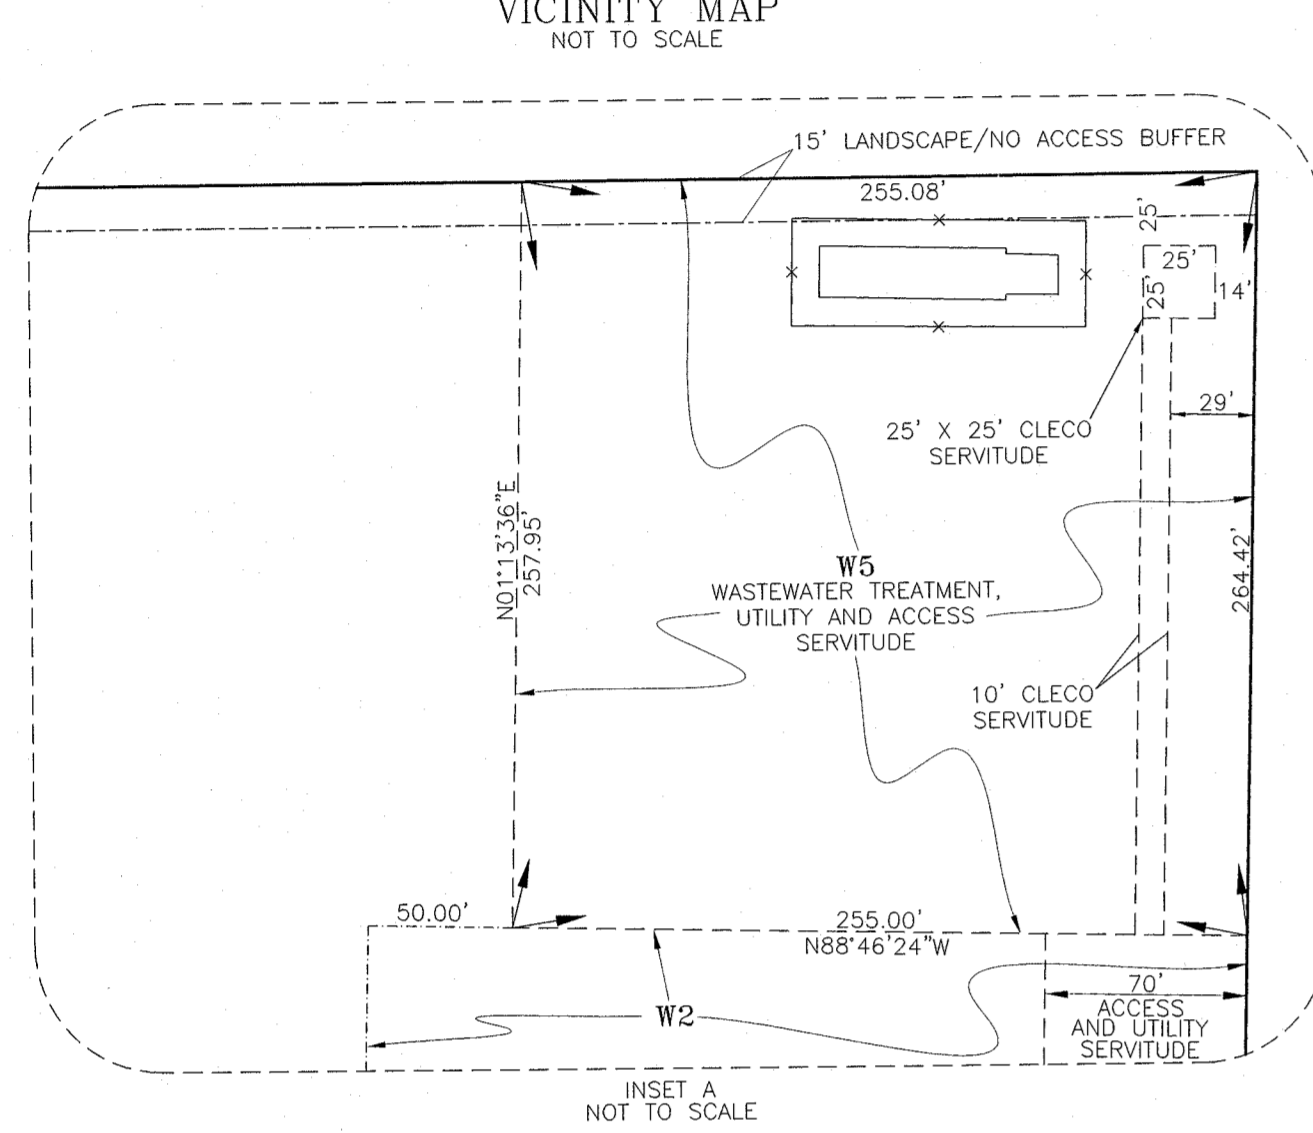 VICINITY MAP
NOT TO SCALE
15' LANDSCAPE/NO ACCESS BUFFER
255.08'
25'
25'
25'
14'
29'
25' X 25' CLECO
SERVITUDE
N01°13'36"E
257.95'
W5
WASTEWATER TREATMENT,
UTILITY AND ACCESS
SERVITUDE
264.42'
10' CLECO
SERVITUDE
50.00'
255.00'
N88°46'24"W
W2
70'
ACCESS
AND UTILITY
SERVITUDE
INSET A
NOT TO SCALE